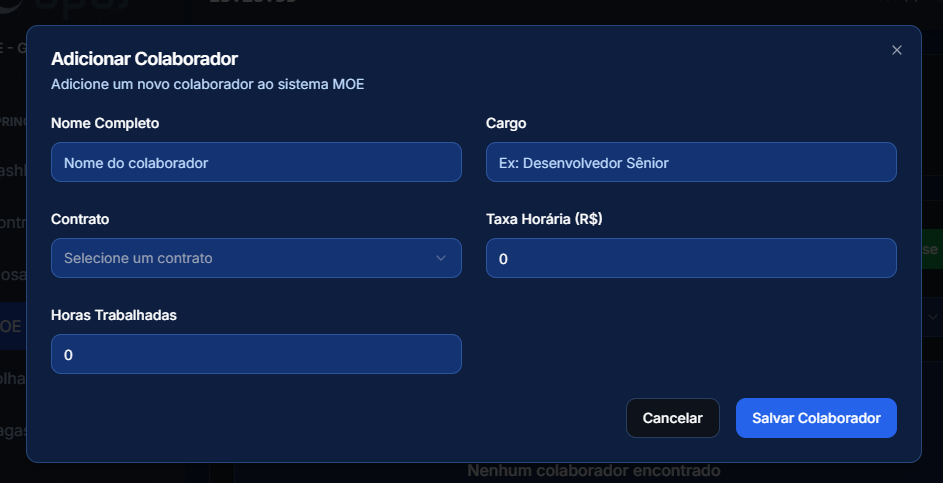 Adicionar Colaborador
Adicione um novo colaborador ao sistema MOE
Nome Completo
Cargo
Nome do colaborador
Ex: Desenvolvedor Sênior
Contrato
Taxa Horária (R$)
Selecione um contrato
0
Horas Trabalhadas
0
Cancelar
Salvar Colaborador
Nenhum colaborador encontrado